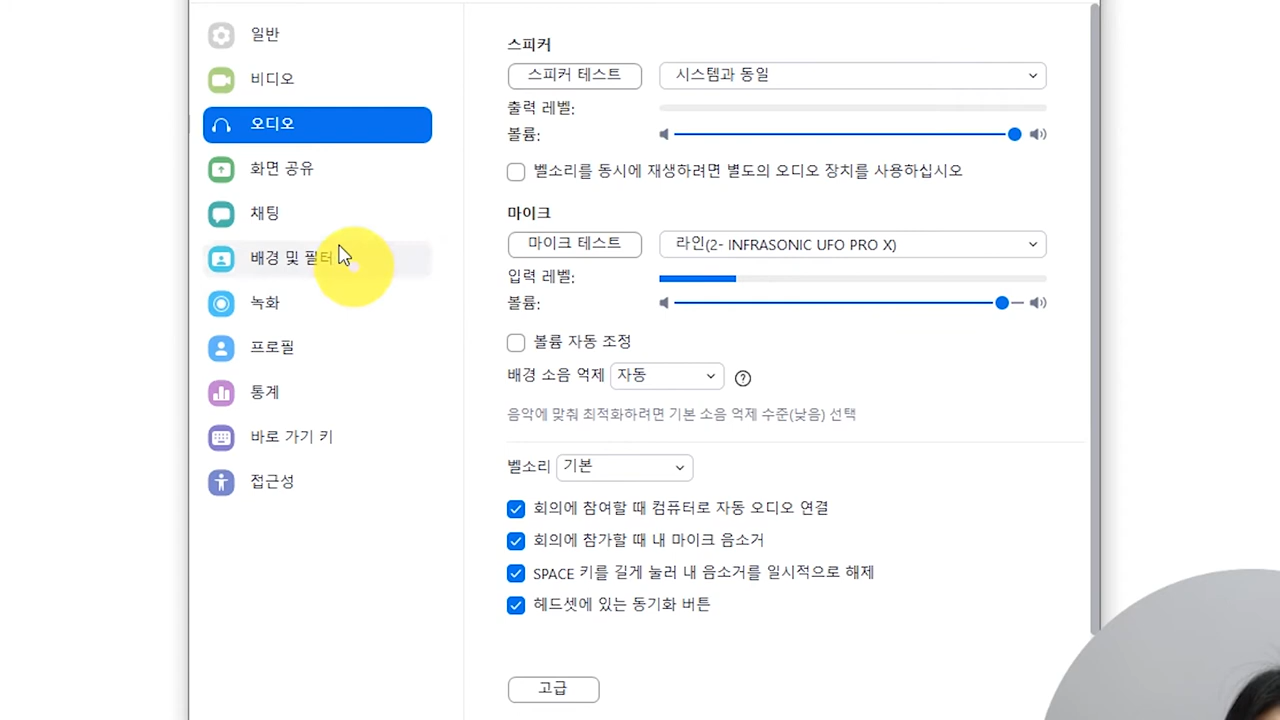 일반
비디오
오디오
화면 공유
채팅
배경 및 필터
녹화
프로필
통계
바로 가기 키
접근성
스피커
스피커 테스트
시스템과 동일
출력 레벨:
볼륨:
벨소리를 동시에 재생하려면 별도의 오디오 장치를 사용하십시오
마이크
마이크 테스트
라인(2- INFRASONIC UFO PRO X)
입력 레벨:
볼륨:
볼륨 자동 조정
배경 소음 억제 자동
음악에 맞춰 최적화하려면 기본 소음 억제 수준(낮음) 선택
벨소리 기본
회의에 참여할 때 컴퓨터로 자동 오디오 연결
회의에 참가할 때 내 마이크 음소거
SPACE 키를 길게 눌러 내 음소거를 일시적으로 해제
헤드셋에 있는 동기화 버튼
고급